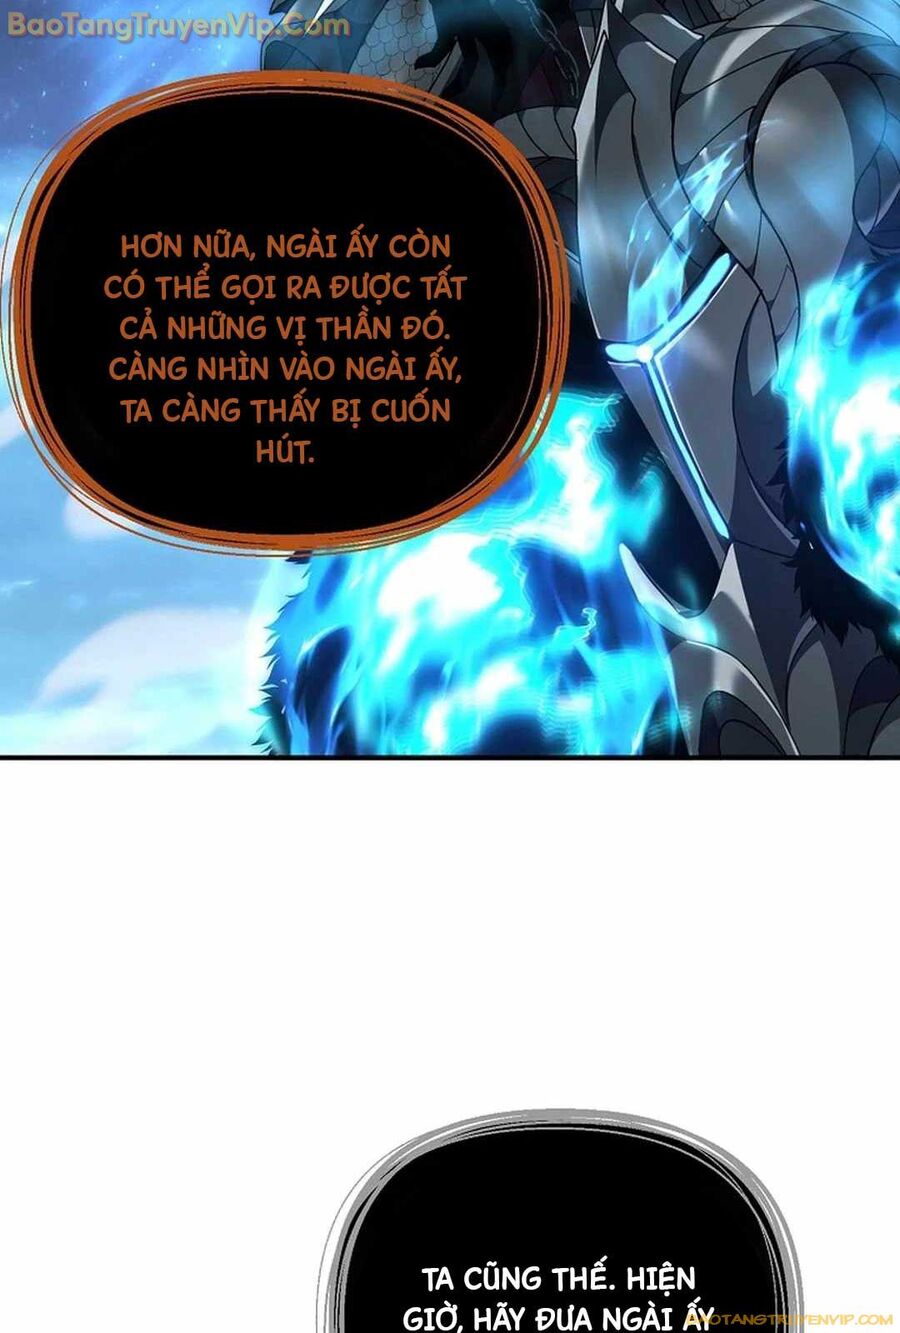 BaoTangTruyenVip.Com
HƠN NỮA, NGÀI ẤY CÒN
CÓ THỂ GỌI RA ĐƯỢC TẤT
CẢ NHỮNG VỊ THẦN ĐÓ.
CÀNG NHÌN VÀO NGÀI ẤY,
TA CÀNG THẤY BỊ CUỐN
HÚT.
TA CŨNG THẾ. HIỆN
GIỜ, HÃY ĐƯA NGÀI ẤY
BAOTANGTRUYENVIP.COM